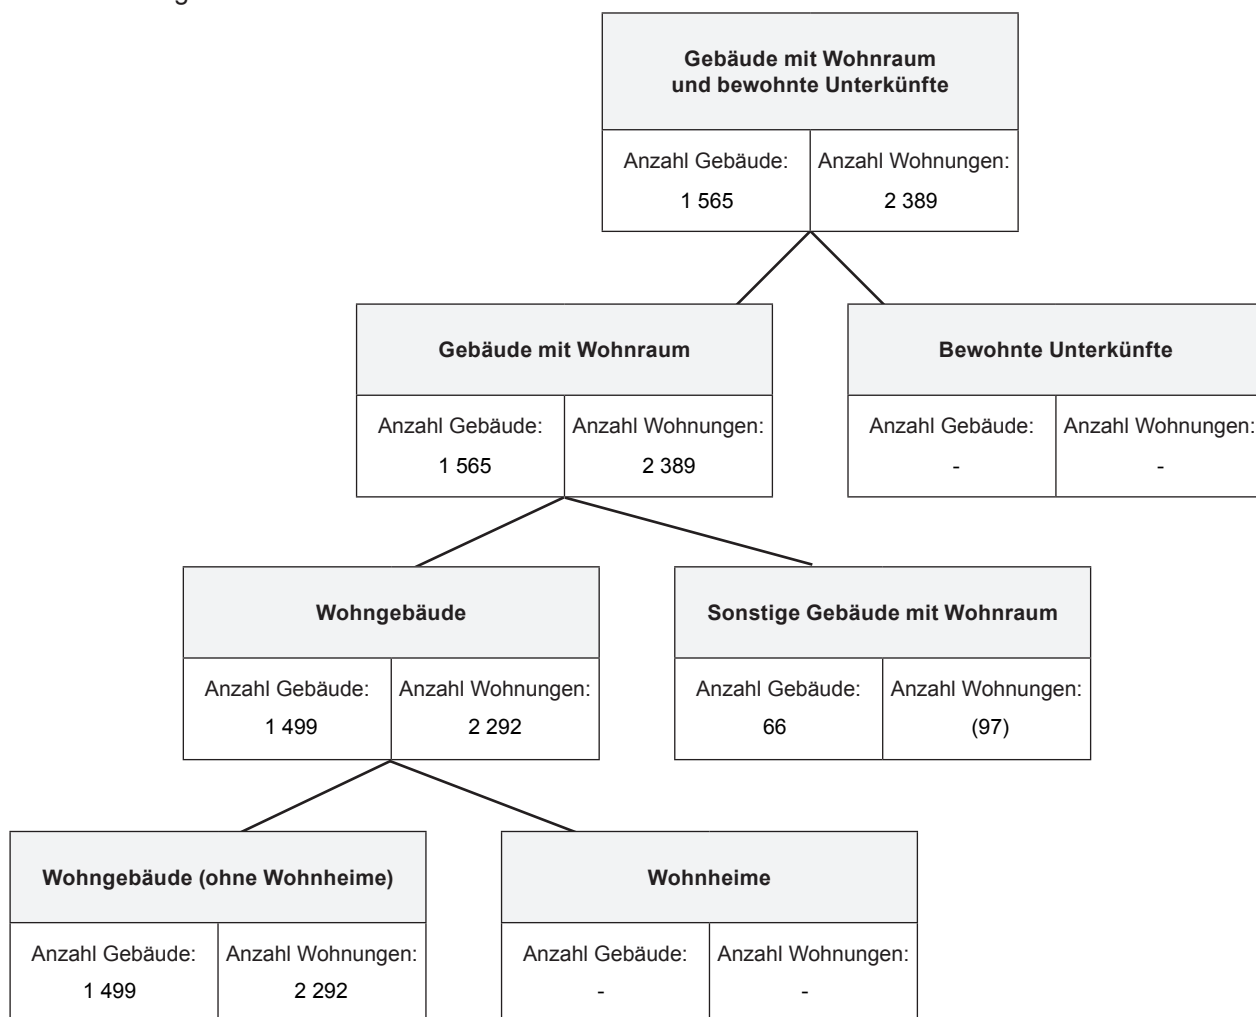 Gebäude mit Wohnraum
und bewohnte Unterkünfte
Anzahl Gebäude: Anzahl Wohnungen:
1 565 2 389
Gebäude mit Wohnraum
Anzahl Gebäude: Anzahl Wohnungen:
1 565 2 389
Bewohnte Unterkünfte
Anzahl Gebäude: Anzahl Wohnungen:
- -
Wohngebäude
Anzahl Gebäude: Anzahl Wohnungen:
1 499 2 292
Sonstige Gebäude mit Wohnraum
Anzahl Gebäude: Anzahl Wohnungen:
66 (97)
Wohngebäude (ohne Wohnheime)
Anzahl Gebäude: Anzahl Wohnungen:
1 499 2 292
Wohnheime
Anzahl Gebäude: Anzahl Wohnungen:
- -